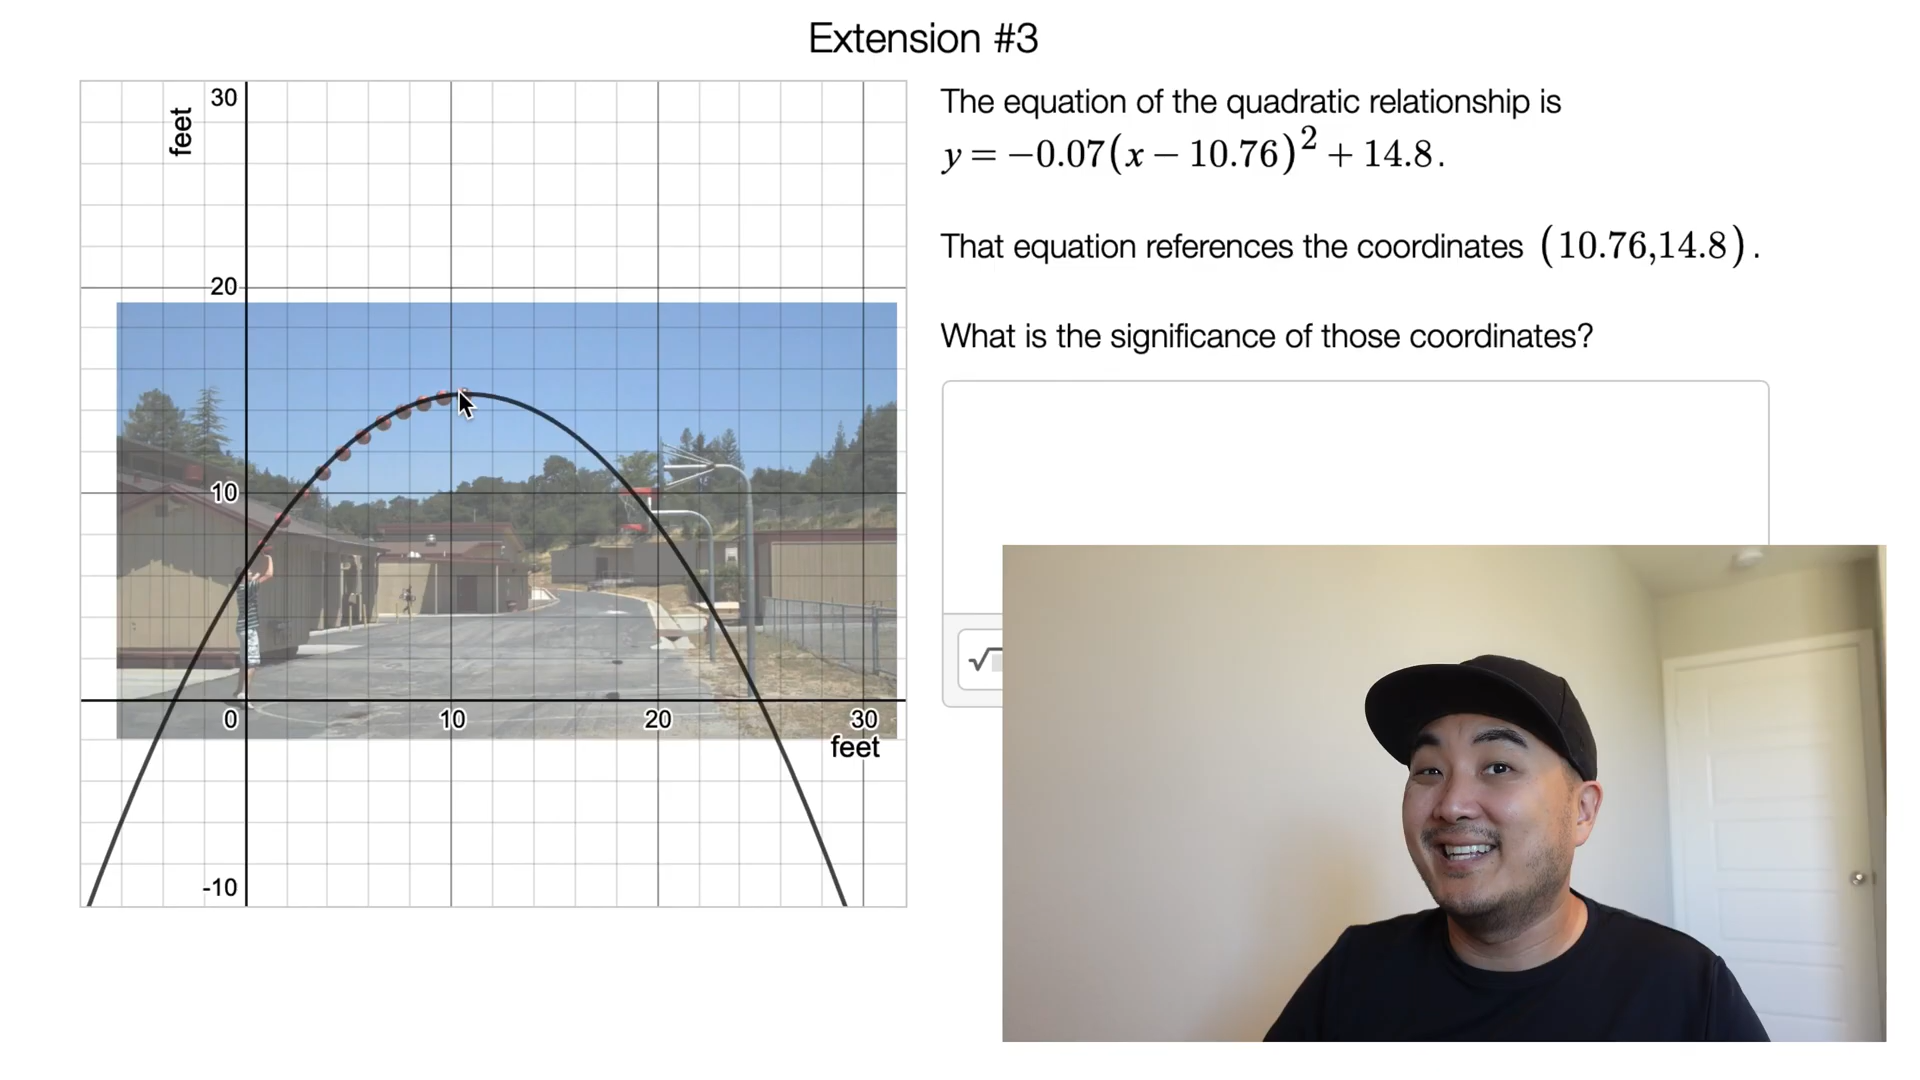 Extension #3
30
feet
20
10
0
10
20
30
feet
-10
The equation of the quadratic relationship is
y = −0.07(x − 10.76)² + 14.8.
That equation references the coordinates (10.76,14.8).
What is the significance of those coordinates?
√